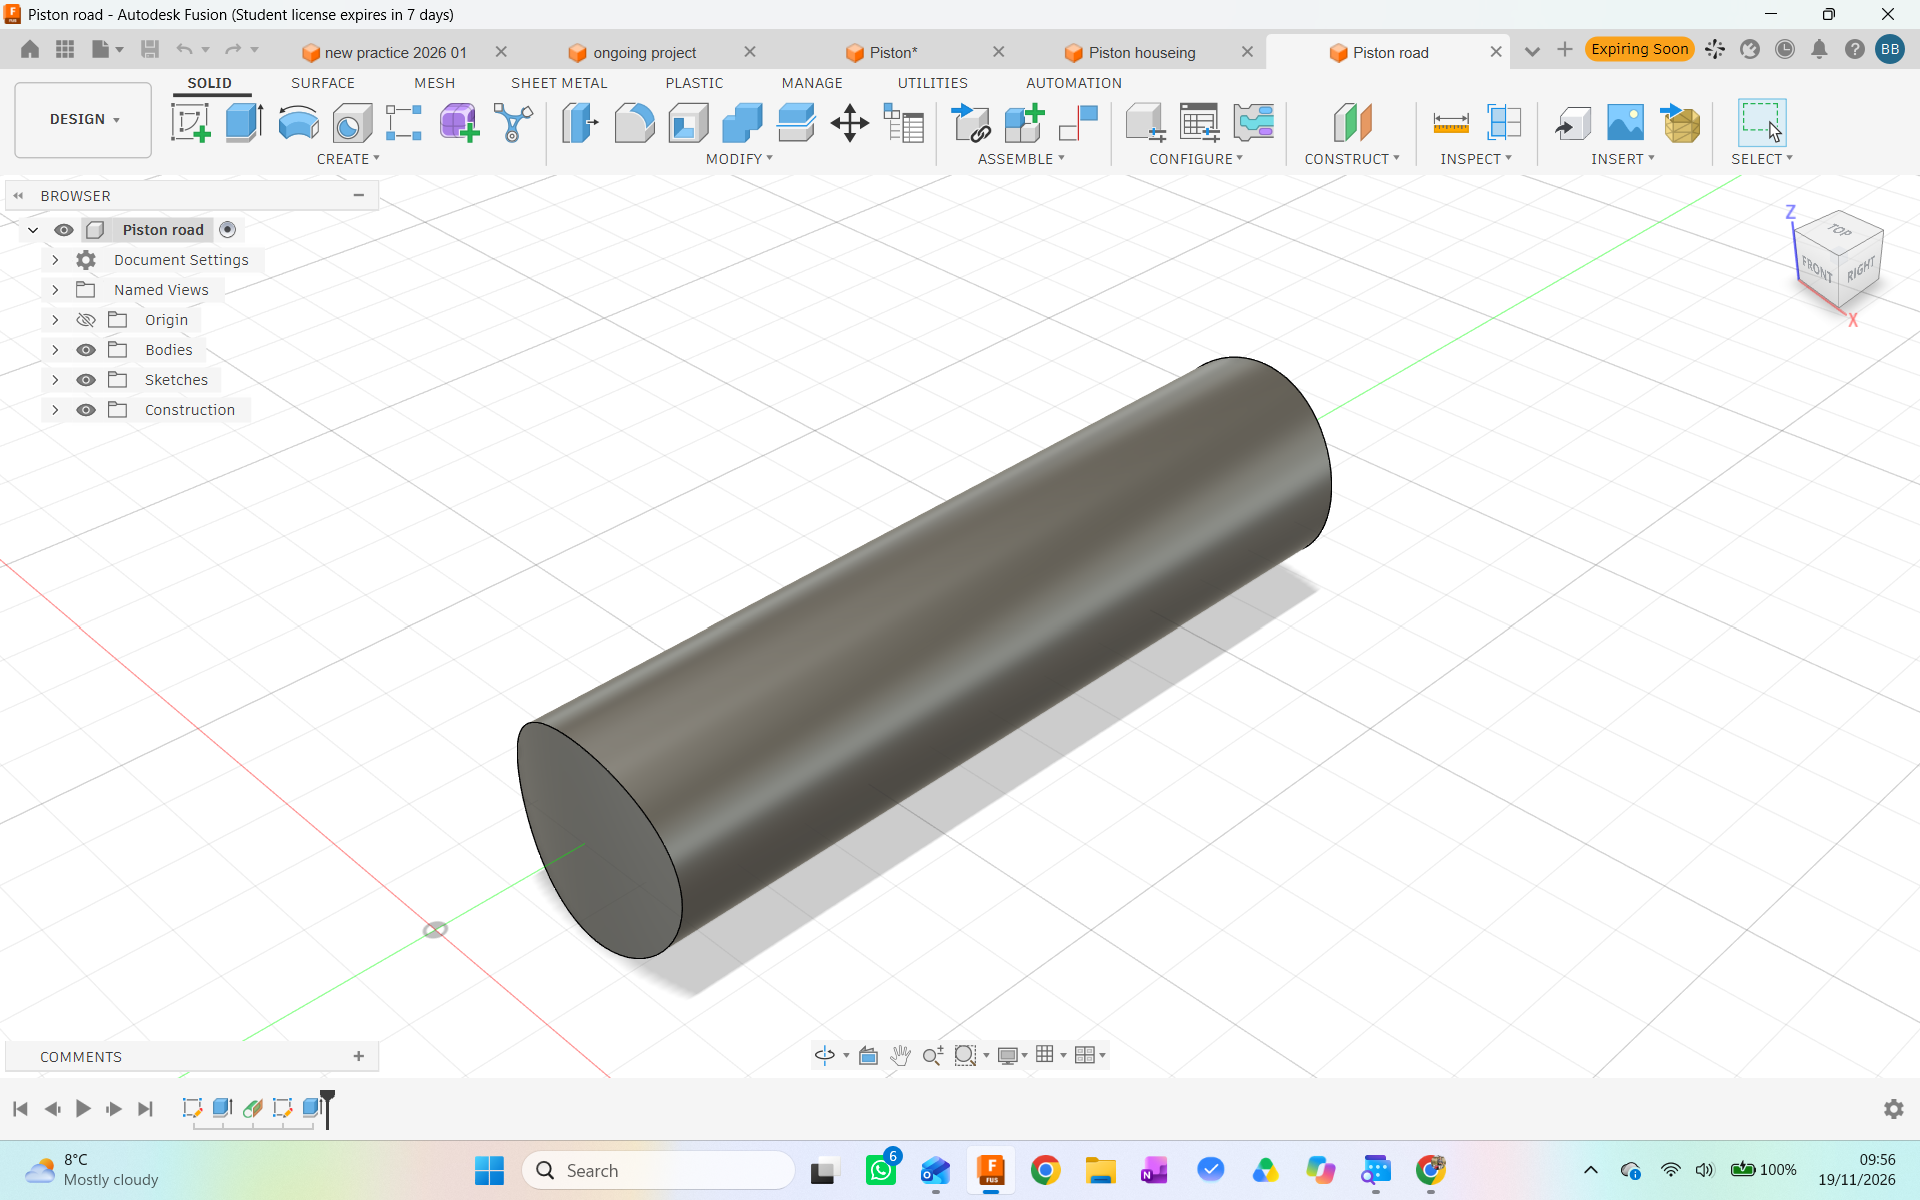 Piston road - Autodesk Fusion (Student license expires in 7 days)
new practice 2026 01
ongoing project
Piston*
Piston houseing
Piston road
Expiring Soon
BB
SOLID
SURFACE
MESH
SHEET METAL
PLASTIC
MANAGE
UTILITIES
AUTOMATION
DESIGN
CREATE
MODIFY
ASSEMBLE
CONFIGURE
CONSTRUCT
INSPECT
INSERT
SELECT
BROWSER
Piston road
Document Settings
Named Views
Origin
Bodies
Sketches
Construction
Z
TOP
FRONT
RIGHT
X
COMMENTS
8°C
Mostly cloudy
Search
6
FUS
100%
09:56
19/11/2026